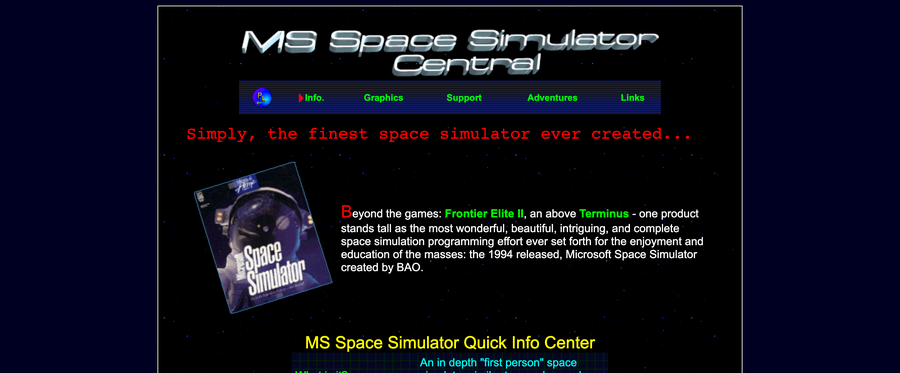 MS Space Simulator
Central
Info. Graphics Support Adventures Links
Simply, the finest space simulator ever created...
Microsoft
Space
Simulator
Beyond the games: Frontier Elite II, an above Terminus - one product
stands tall as the most wonderful, beautiful, intriguing, and complete
space simulation programming effort ever set forth for the enjoyment and
education of the masses: the 1994 released, Microsoft Space Simulator
created by BAO.
MS Space Simulator Quick Info Center
An in depth "first person" space